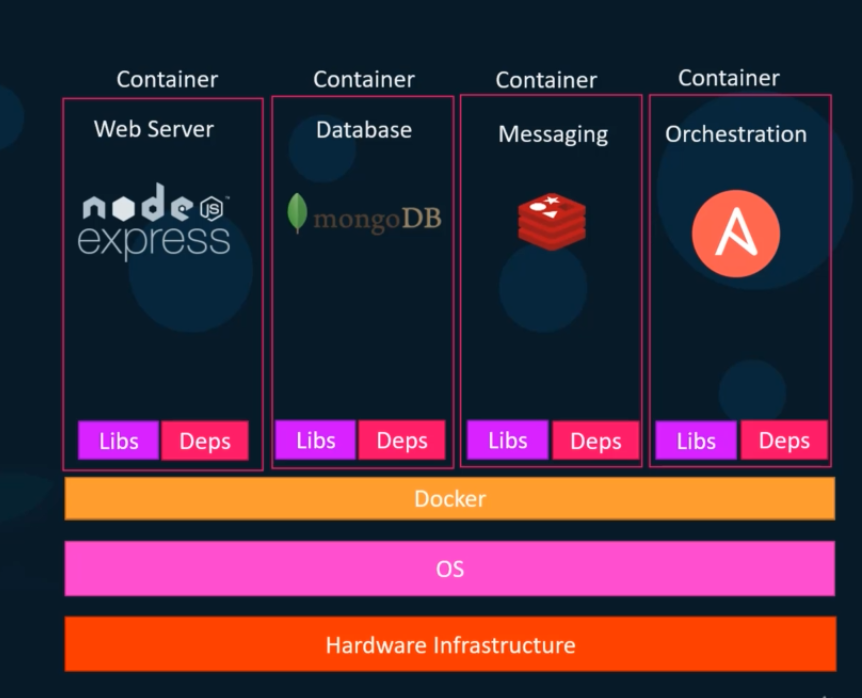 Container
Container
Container
Container
Web Server
Database
Messaging
Orchestration
node JS
express
mongoDB
Libs
Deps
Libs
Deps
Libs
Deps
Libs
Deps
Docker
OS
Hardware Infrastructure